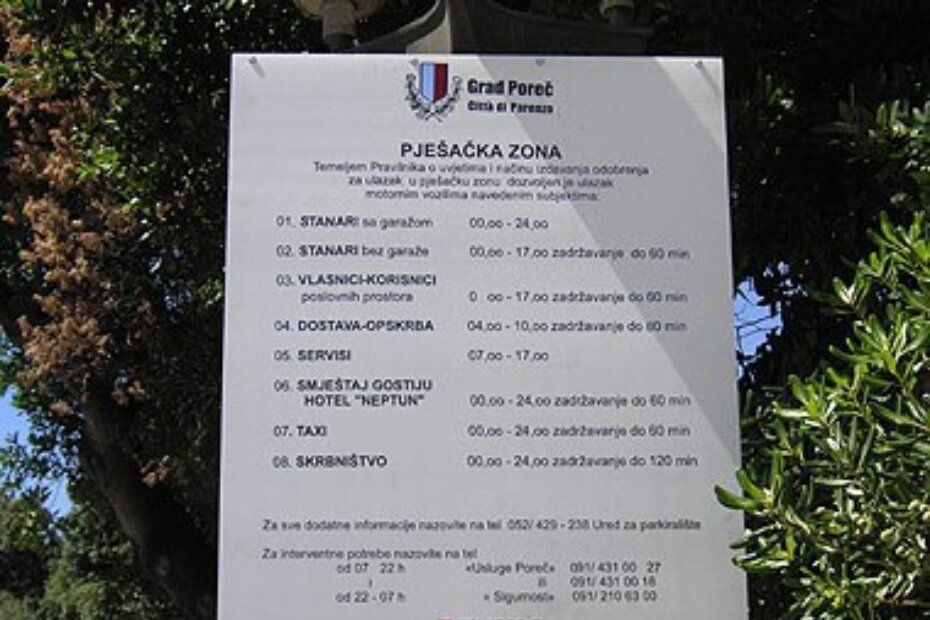 Grad Poreč
Città di Parenzo
PJEŠAČKA ZONA
Temeljem Pravilnika o uvjetima i načinu izdavanja odobrenja
za ulazak u pješačku zonu dozvoljen je ulazak
motornim vozilima navedenim subjektima:
01. STANARI sa garažom 00,oo - 24,oo
02. STANARI bez garaže 00,oo - 17,oo zadržavanje do 60 min
03. VLASNICI-KORISNICI
poslovnih prostora 0 oo - 17,oo zadržavanje do 60 min
04. DOSTAVA-OPSKRBA 04,oo - 10,oo zadržavanje do 60 min
05. SERVISI 07,oo - 17,oo
06. SMJEŠTAJ GOSTIJU
HOTEL "NEPTUN" 00,oo - 24,oo zadržavanje do 60 min
07. TAXI 00,oo - 24,oo zadržavanje do 60 min
08. SKRBNIŠTVO 00,oo - 24,oo zadržavanje do 120 min
Za sve dodatne informacije nazovite na tel 052/ 429 - 238 Ured za parkiralište
Za interventne potrebe nazovite na tel
od 07 22 h «Usluge Poreč» 091/ 431 00 27
i ili 091/ 431 00 18
od 22 - 07 h « Sigurnost» 091/ 210 63 00